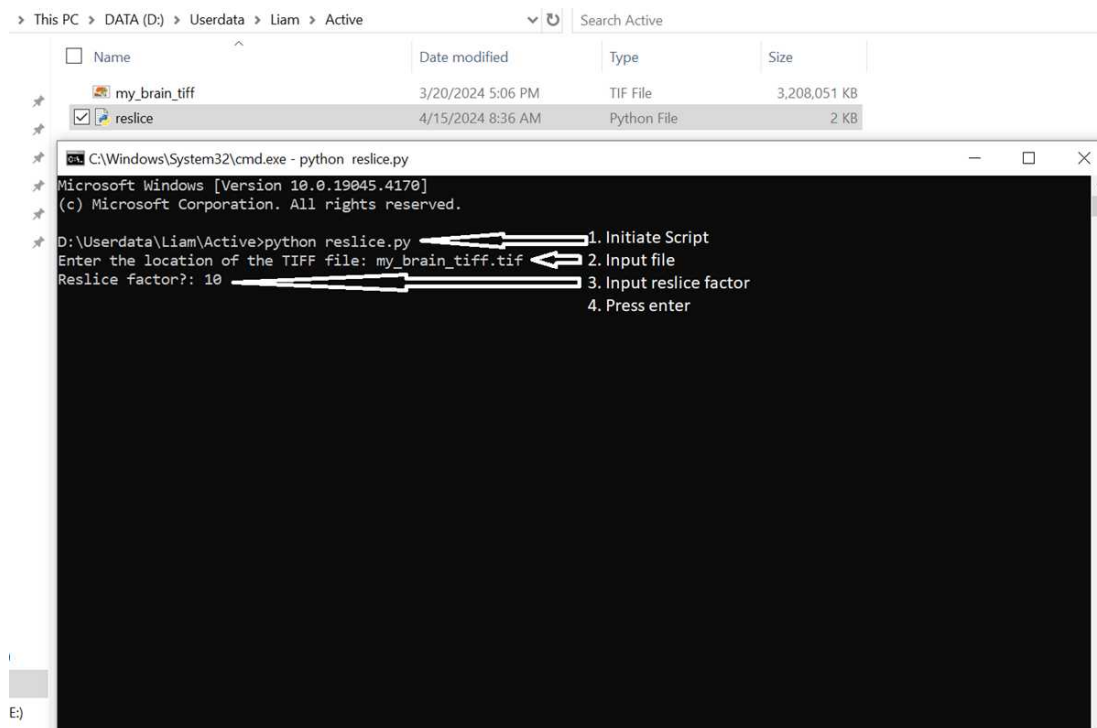 > This PC > DATA (D:) > Userdata > Liam > Active Search Active
Name Date modified Type Size
my_brain_tiff 3/20/2024 5:06 PM TIF File 3,208,051 KB
reslice 4/15/2024 8:36 AM Python File 2 KB
C:\Windows\System32\cmd.exe - python reslice.py
Microsoft Windows [Version 10.0.19045.4170]
(c) Microsoft Corporation. All rights reserved.
D:\Userdata\Liam\Active>python reslice.py 1. Initiate Script
Enter the location of the TIFF file: my_brain_tiff.tif 2. Input file
Reslice factor?: 10 3. Input reslice factor
4. Press enter
E:)